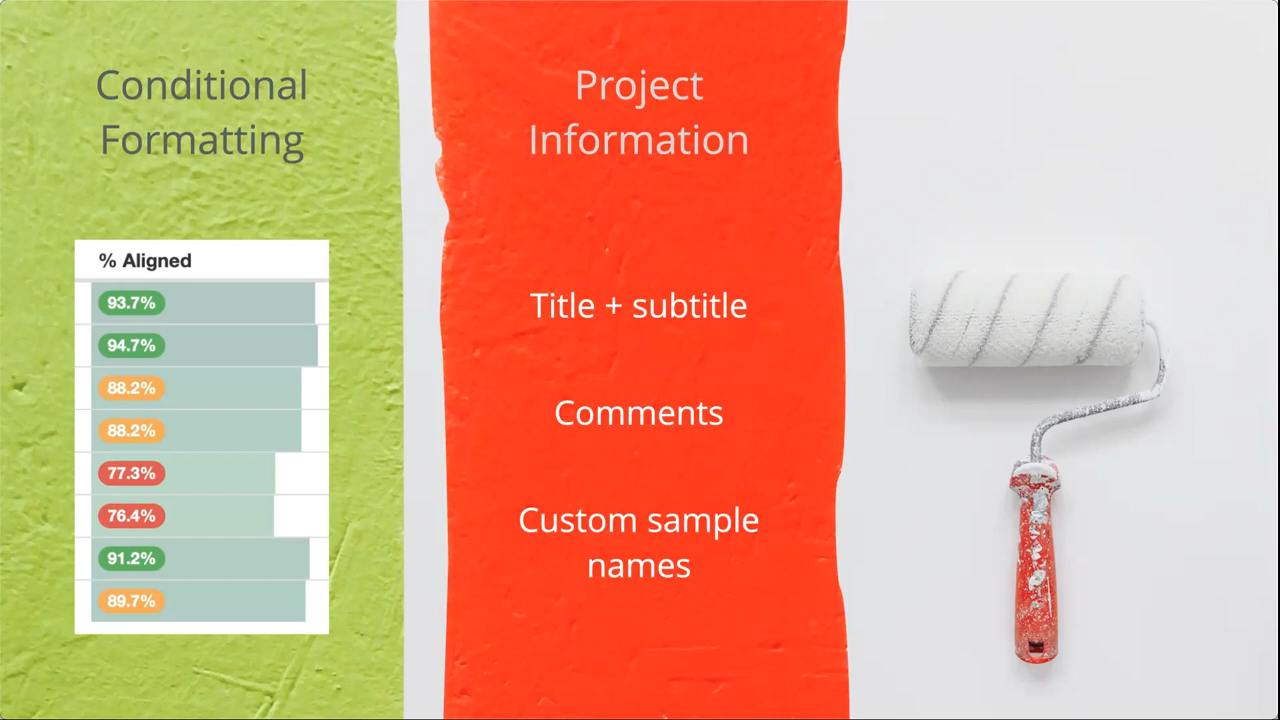 Conditional
Formatting
% Aligned
93.7%
94.7%
88.2%
88.2%
77.3%
76.4%
91.2%
89.7%
Project
Information
Title + subtitle
Comments
Custom sample
names